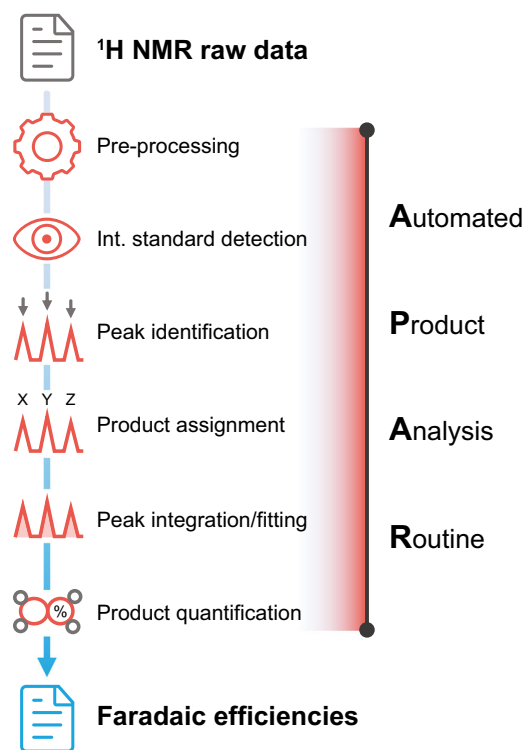 ¹H NMR raw data
Pre-processing
Int. standard detection
Peak identification
X Y Z
Product assignment
Peak integration/fitting
%
Product quantification
Faradaic efficiencies
Automated
Product
Analysis
Routine